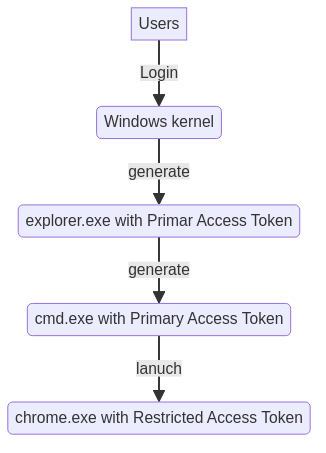 Users
Login
Windows kernel
generate
explorer.exe with Primar Access Token
generate
cmd.exe with Primary Access Token
lanuch
chrome.exe with Restricted Access Token